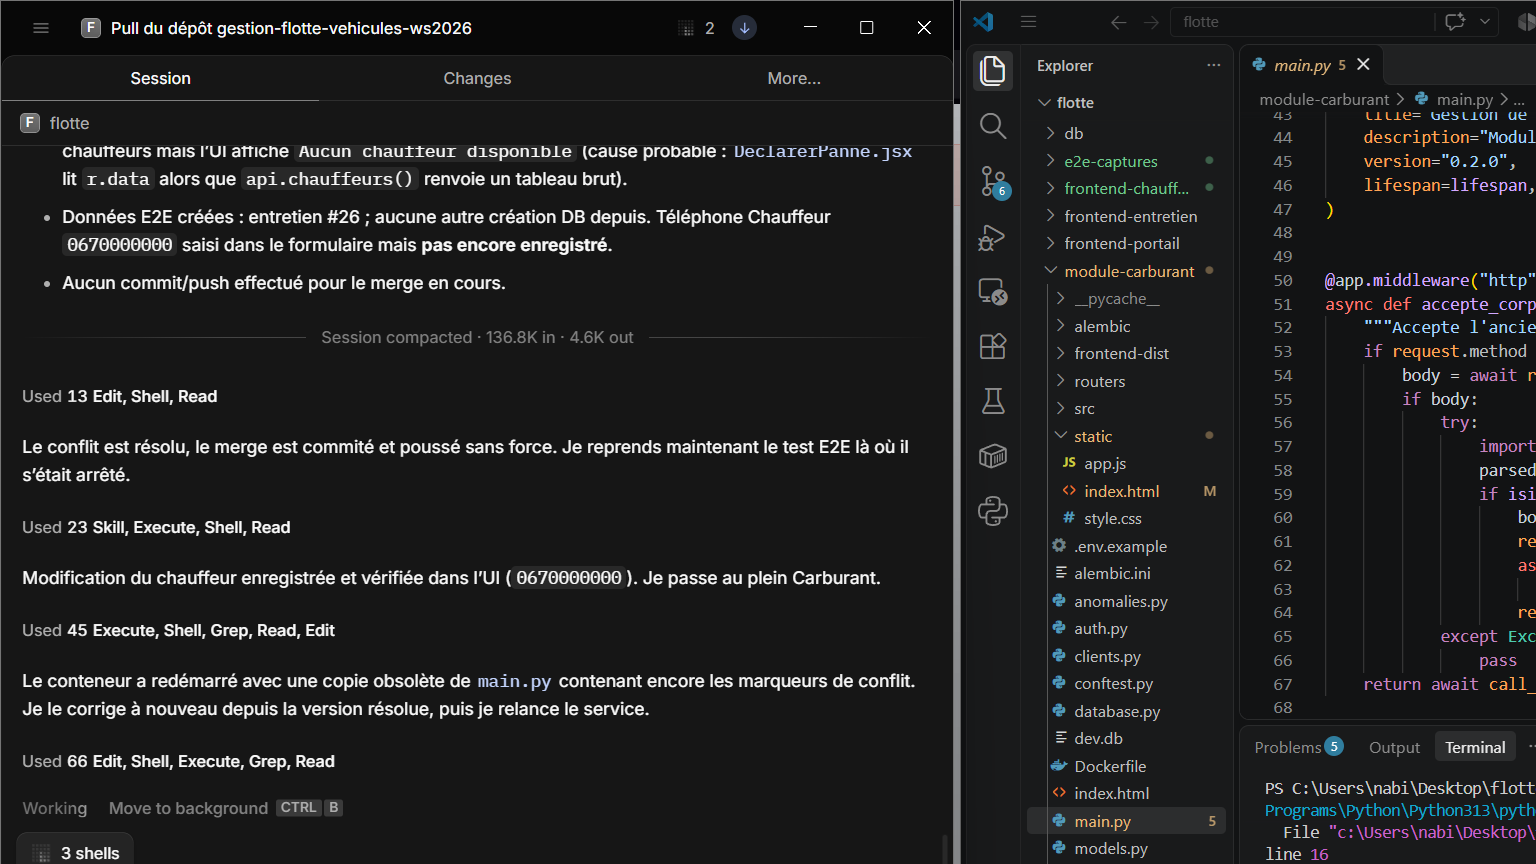 F Pull du dépôt gestion-flotte-vehicules-ws2026
2
Session
Changes
More...
F flotte
chauffeurs mais l'UI affiche Aucun chauffeur disponible (cause probable : DeclarerPanne.jsx
lit r.data alors que api.chauffeurs() renvoie un tableau brut).
• Données E2E créées : entretien #26 ; aucune autre création DB depuis. Téléphone Chauffeur
0670000000 saisi dans le formulaire mais pas encore enregistré.
• Aucun commit/push effectué pour le merge en cours.
Session compacted · 136.8K in · 4.6K out
Used 13 Edit, Shell, Read
Le conflit est résolu, le merge est commité et poussé sans force. Je reprends maintenant le test E2E là où il
s'était arrêté.
Used 23 Skill, Execute, Shell, Read
Modification du chauffeur enregistrée et vérifiée dans l'UI (0670000000). Je passe au plein Carburant.
Used 45 Execute, Shell, Grep, Read, Edit
Le conteneur a redémarré avec une copie obsolète de main.py contenant encore les marqueurs de conflit.
Je le corrige à nouveau depuis la version résolue, puis je relance le service.
Used 66 Edit, Shell, Execute, Grep, Read
Working
Move to background CTRL B
3 shells
flotte
6
Explorer
...
flotte
db
e2e-captures
frontend-chauff...
frontend-entretien
frontend-portail
module-carburant
__pycache__
alembic
frontend-dist
routers
src
static
JS app.js
<> index.html M
# style.css
.env.example
alembic.ini
anomalies.py
auth.py
clients.py
conftest.py
database.py
dev.db
Dockerfile
<> index.html
main.py 5
models.py
main.py 5
module-carburant > main.py > ...
43 title="Gestion de
44 description="Modul
45 version="0.2.0",
46 lifespan=lifespan,
47 )
48
49
50 @app.middleware("http"
51 async def accepte_corp
52 """Accepte l'ancie
53 if request.method
54 body = await r
55 if body:
56 try:
57 import
58 parsed
59 if isi
60 bo
61 re
62 as
63
64 re
65 except Exc
66 pass
67 return await call_
68
Problems 5
Output
Terminal
...
PS C:\Users\nabi\Desktop\flott
Programs\Python\Python313\pyth
File "c:\Users\nabi\Desktop\
line 16